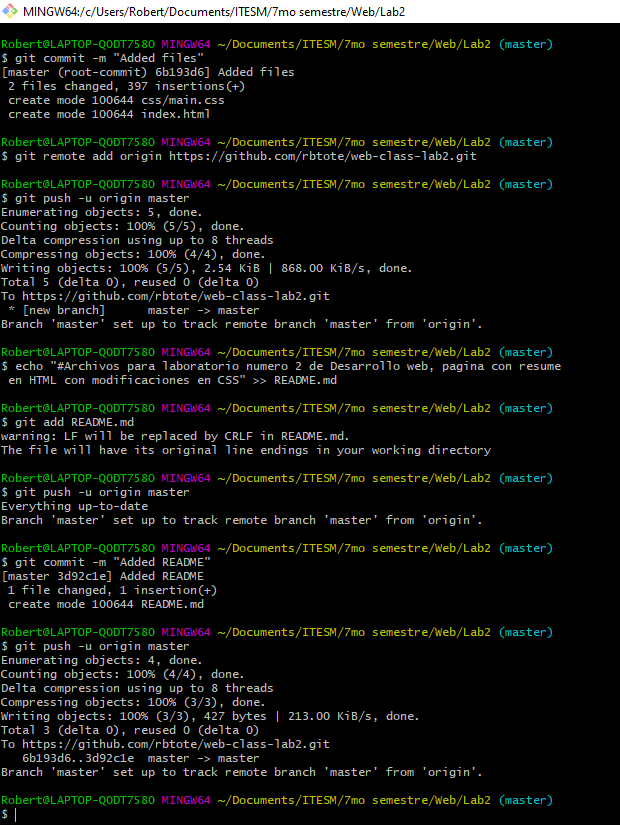 MINGW64:/c/Users/Robert/Documents/ITESM/7mo semestre/Web/Lab2
Robert@LAPTOP-Q0DT7580 MINGW64 ~/Documents/ITESM/7mo semestre/Web/Lab2 (master)
$ git commit -m "Added files"
[master (root-commit) 6b193d6] Added files
 2 files changed, 397 insertions(+)
 create mode 100644 css/main.css
 create mode 100644 index.html
Robert@LAPTOP-Q0DT7580 MINGW64 ~/Documents/ITESM/7mo semestre/Web/Lab2 (master)
$ git remote add origin https://github.com/rbtote/web-class-lab2.git
Robert@LAPTOP-Q0DT7580 MINGW64 ~/Documents/ITESM/7mo semestre/Web/Lab2 (master)
$ git push -u origin master
Enumerating objects: 5, done.
Counting objects: 100% (5/5), done.
Delta compression using up to 8 threads
Compressing objects: 100% (4/4), done.
Writing objects: 100% (5/5), 2.54 KiB | 868.00 KiB/s, done.
Total 5 (delta 0), reused 0 (delta 0)
To https://github.com/rbtote/web-class-lab2.git
 * [new branch]      master -> master
Branch 'master' set up to track remote branch 'master' from 'origin'.
Robert@LAPTOP-Q0DT7580 MINGW64 ~/Documents/ITESM/7mo semestre/Web/Lab2 (master)
$ echo "#Archivos para laboratorio numero 2 de Desarrollo web, pagina con resume
 en HTML con modificaciones en CSS" >> README.md
Robert@LAPTOP-Q0DT7580 MINGW64 ~/Documents/ITESM/7mo semestre/Web/Lab2 (master)
$ git add README.md
warning: LF will be replaced by CRLF in README.md.
The file will have its original line endings in your working directory
Robert@LAPTOP-Q0DT7580 MINGW64 ~/Documents/ITESM/7mo semestre/Web/Lab2 (master)
$ git push -u origin master
Everything up-to-date
Branch 'master' set up to track remote branch 'master' from 'origin'.
Robert@LAPTOP-Q0DT7580 MINGW64 ~/Documents/ITESM/7mo semestre/Web/Lab2 (master)
$ git commit -m "Added README"
[master 3d92c1e] Added README
 1 file changed, 1 insertion(+)
 create mode 100644 README.md
Robert@LAPTOP-Q0DT7580 MINGW64 ~/Documents/ITESM/7mo semestre/Web/Lab2 (master)
$ git push -u origin master
Enumerating objects: 4, done.
Counting objects: 100% (4/4), done.
Delta compression using up to 8 threads
Compressing objects: 100% (3/3), done.
Writing objects: 100% (3/3), 427 bytes | 213.00 KiB/s, done.
Total 3 (delta 0), reused 0 (delta 0)
To https://github.com/rbtote/web-class-lab2.git
   6b193d6..3d92c1e  master -> master
Branch 'master' set up to track remote branch 'master' from 'origin'.
Robert@LAPTOP-Q0DT7580 MINGW64 ~/Documents/ITESM/7mo semestre/Web/Lab2 (master)
$